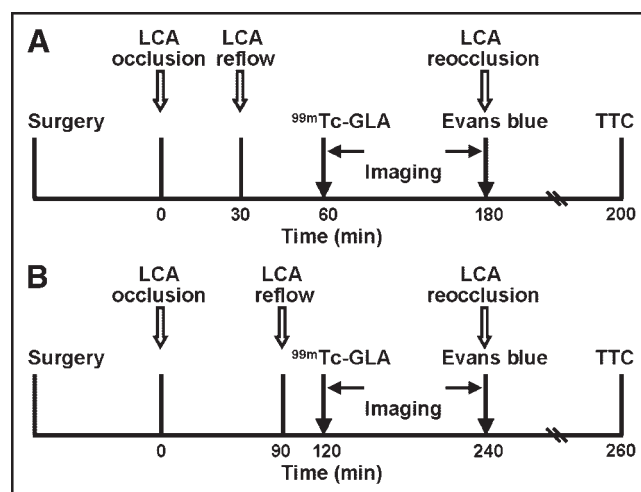 A
LCA occlusion
LCA reflow
LCA reocclusion
Surgery
99mTc-GLA
Evans blue
TTC
Imaging
0
30
60
180
200
Time (min)
B
LCA occlusion
LCA reflow
LCA reocclusion
Surgery
99mTc-GLA
Evans blue
TTC
Imaging
0
90
120
240
260
Time (min)